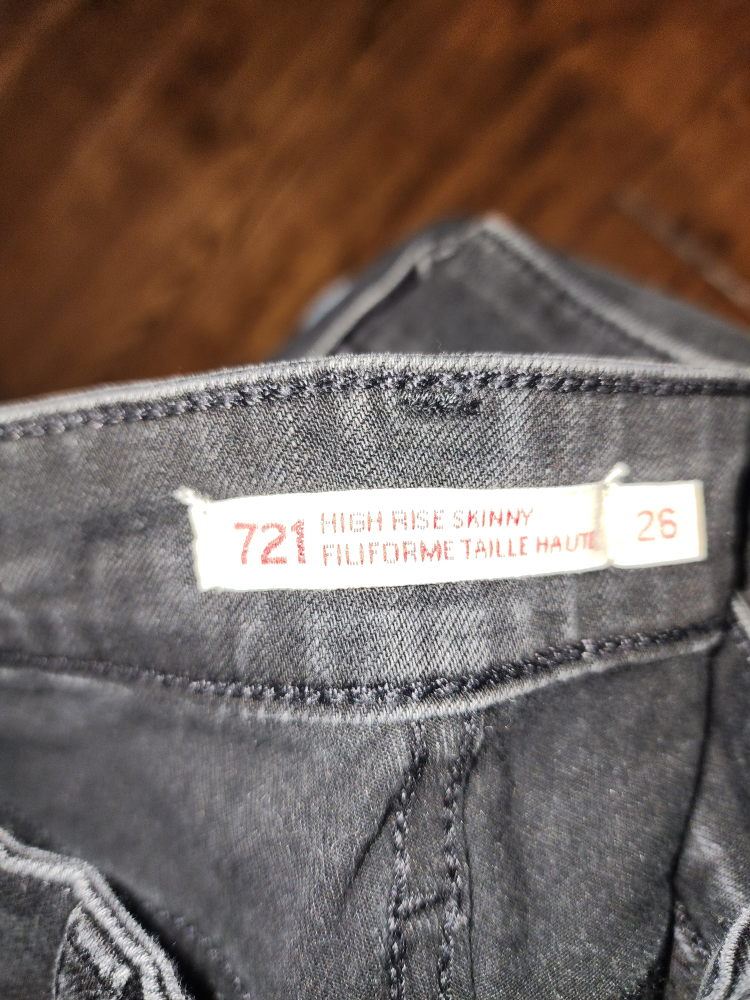 721 HIGH RISE SKINNY
FILIFORME TAILLE HAUTE
26